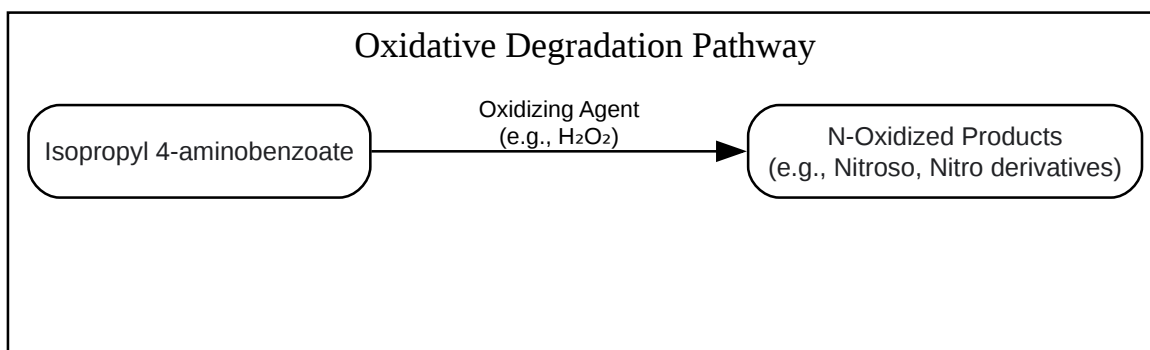 Oxidative Degradation Pathway
Oxidizing Agent
(e.g., H₂O₂)
Isopropyl 4-aminobenzoate
N-Oxidized Products
(e.g., Nitroso, Nitro derivatives)